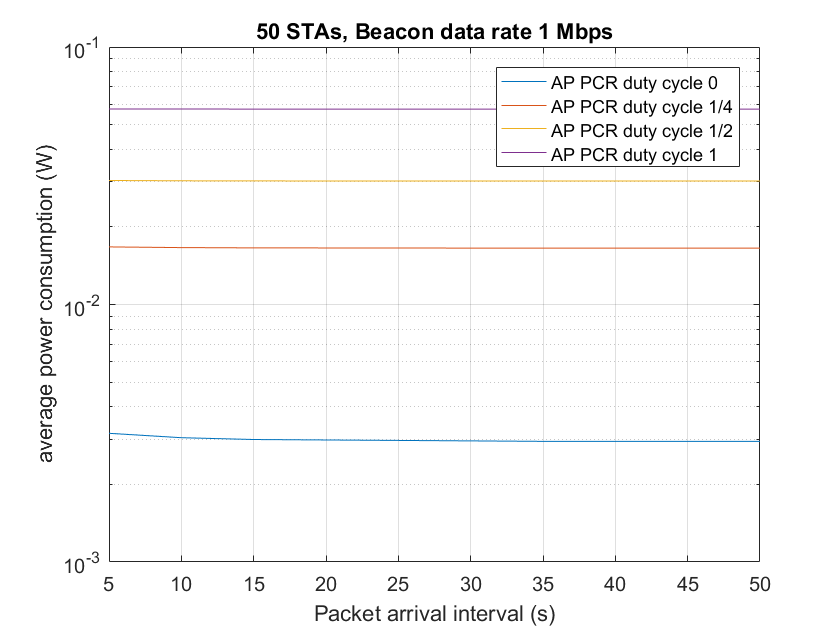 50 STAs, Beacon data rate 1 Mbps
10-1
AP PCR duty cycle 0
AP PCR duty cycle 1/4
AP PCR duty cycle 1/2
AP PCR duty cycle 1
average power consumption (W)
10-2
10-3
5 10 15 20 25 30 35 40 45 50
Packet arrival interval (s)